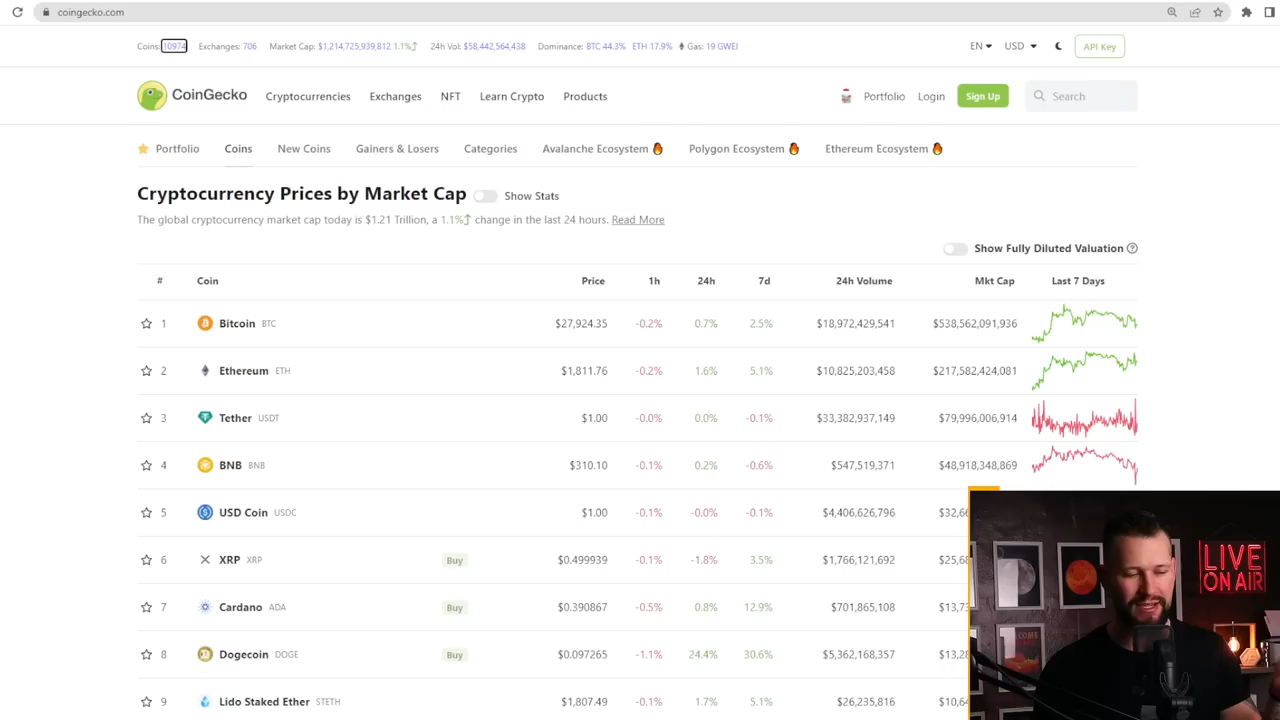 coingecko.com
Coins: 10974 Exchanges: 706 Market Cap: $1,214,725,939,812 1.1% 24h Vol: $58,442,564,438 Dominance: BTC 44.3% ETH 17.9% Gas: 19 GWEI EN USD API Key
CoinGecko Cryptocurrencies Exchanges NFT Learn Crypto Products Portfolio Login Sign Up Search
Portfolio Coins New Coins Gainers & Losers Categories Avalanche Ecosystem Polygon Ecosystem Ethereum Ecosystem
Cryptocurrency Prices by Market Cap Show Stats
The global cryptocurrency market cap today is $1.21 Trillion, a 1.1% change in the last 24 hours. Read More
Show Fully Diluted Valuation ?
# Coin Price 1h 24h 7d 24h Volume Mkt Cap Last 7 Days
1 Bitcoin BTC $27,924.35 -0.2% 0.7% 2.5% $18,972,429,541 $538,562,091,936
2 Ethereum ETH $1,811.76 -0.2% 1.6% 5.1% $10,825,203,458 $217,582,424,081
3 Tether USDT $1.00 -0.0% 0.0% -0.1% $33,382,937,149 $79,996,006,914
4 BNB BNB $310.10 -0.1% 0.2% -0.6% $547,519,371 $48,918,348,869
5 USD Coin USDC $1.00 -0.1% -0.0% -0.1% $4,406,626,796
6 XRP XRP Buy $0.499939 -0.1% -1.8% 3.5% $1,766,121,692
7 Cardano ADA Buy $0.390867 -0.5% 0.8% 12.9% $701,865,108
8 Dogecoin DOGE Buy $0.097265 -1.1% 24.4% 30.6% $5,362,168,357
9 Lido Staked Ether STETH $1,807.49 -0.1% 1.7% 5.1% $26,235,816
LIVE
ON AIR